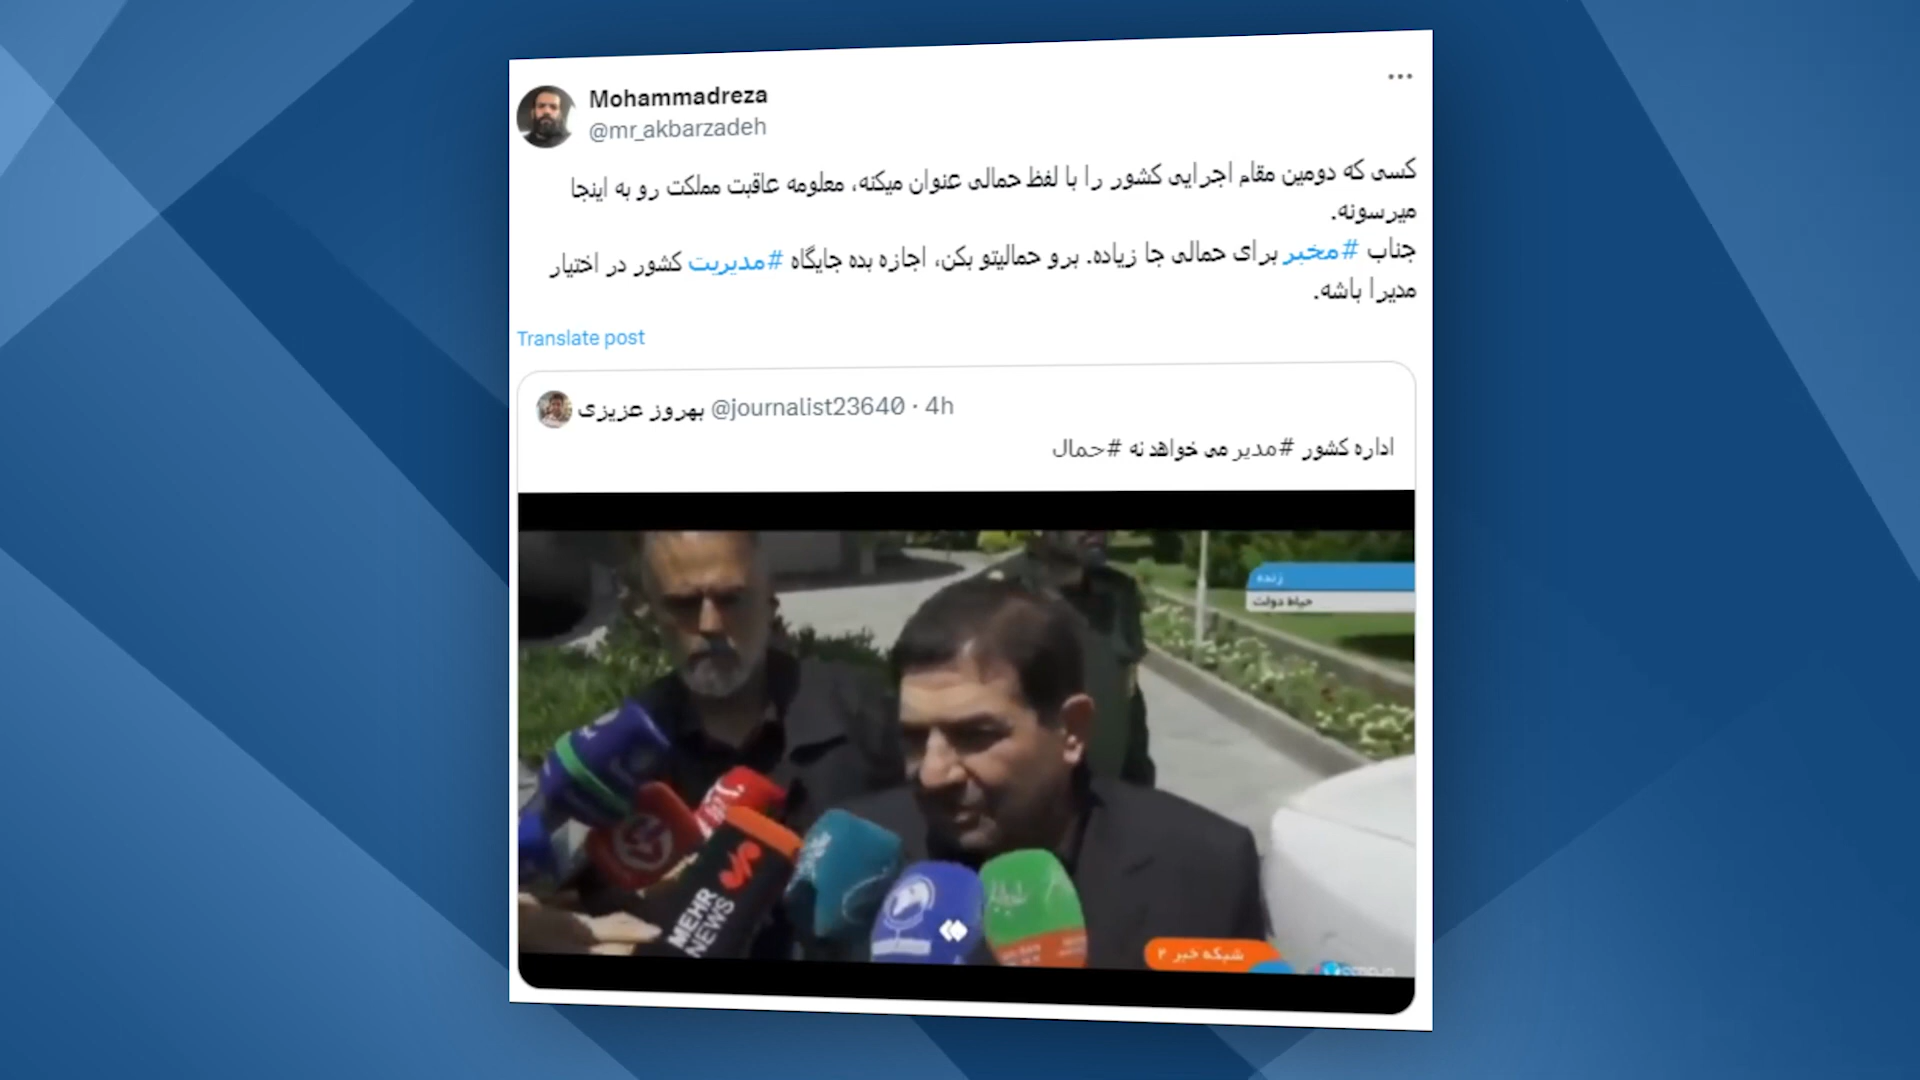 Mohammadreza
@mr_akbarzadeh
کسی که دومین مقام اجرایی کشور را با لفظ حمالی عنوان میکنه، معلومه عاقبت مملکت رو به اینجا
میرسونه.
جناب #مخبر برای حمالی جا زیاده. برو حمالیتو بکن، اجازه بده جایگاه #مدیریت کشور در اختیار
مدیرا باشه.
Translate post
بهروز عزیزی @journalist23640 · 4h
اداره کشور #مدیر می خواهد نه #حمال
زنده
حیاط دولت
MEHR
NEWS
شبکه خبر ۲